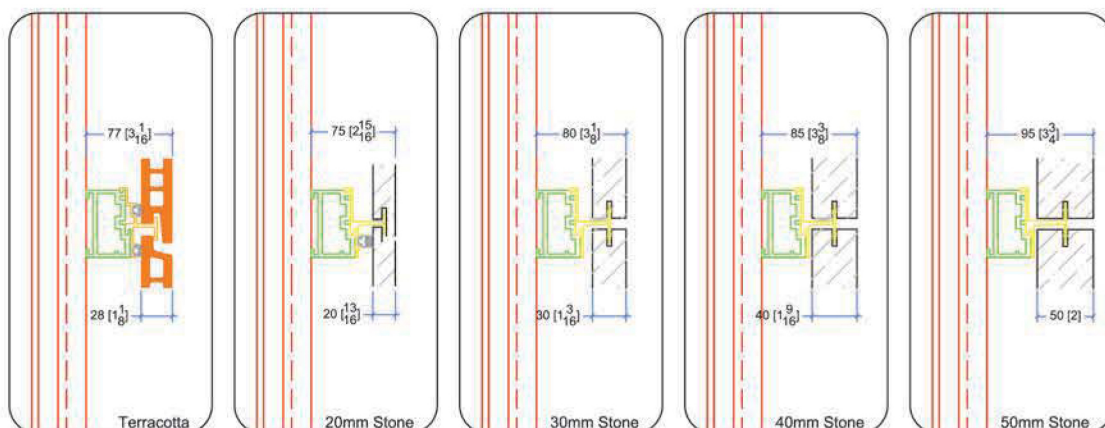 77 [3 1/16]
28 [1 1/8]
Terracotta
75 [2 15/16]
20 [13/16]
20mm Stone
80 [3 1/8]
30 [1 3/16]
30mm Stone
85 [3 3/8]
40 [1 9/16]
40mm Stone
95 [3 3/4]
50 [2]
50mm Stone